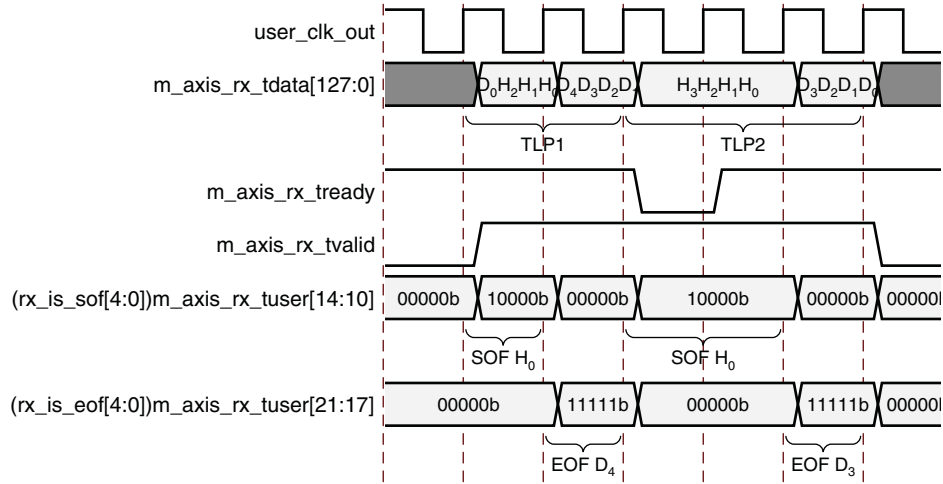 user_clk_out
m_axis_rx_tdata[127:0] D₀H₂H₁H₀ D₄D₃D₂D₁ H₃H₂H₁H₀ D₃D₂D₁D₀
TLP1 TLP2
m_axis_rx_tready
m_axis_rx_tvalid
(rx_is_sof[4:0])m_axis_rx_tuser[14:10] 00000b 10000b 00000b 10000b 00000b 00000b
SOF H₀ SOF H₀
(rx_is_eof[4:0])m_axis_rx_tuser[21:17] 00000b 11111b 00000b 11111b 00000b
EOF D₄ EOF D₃